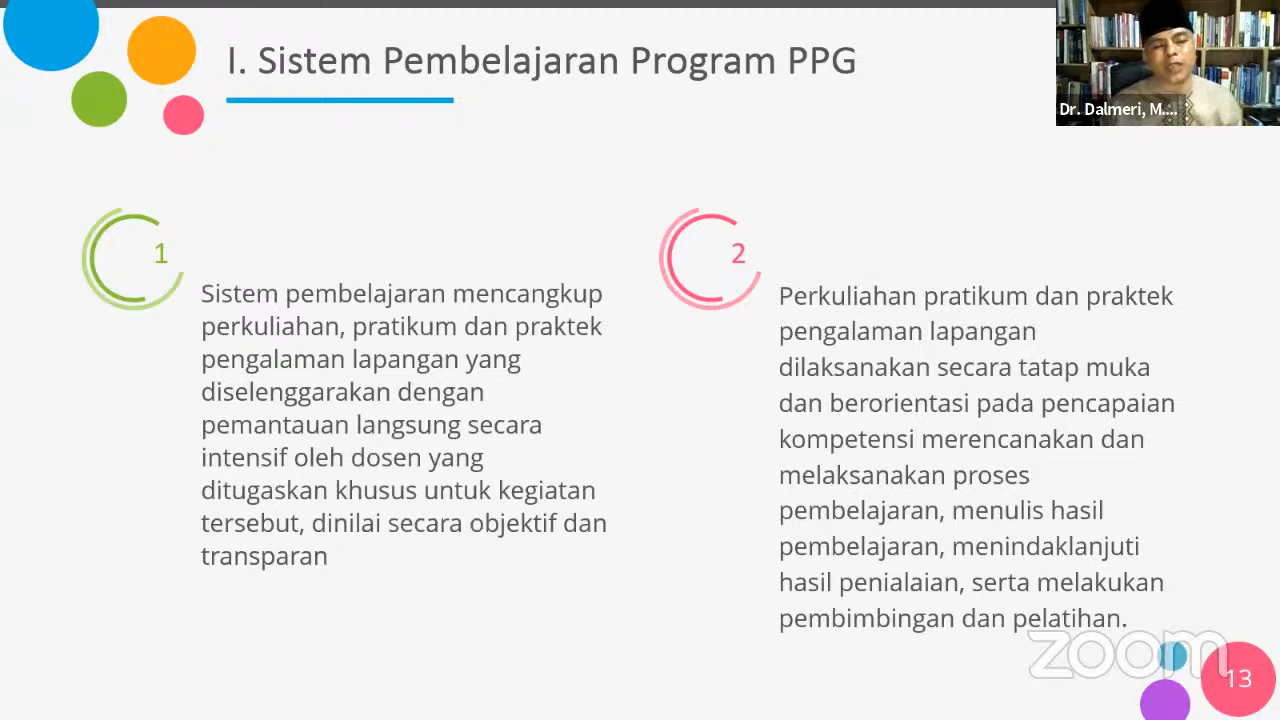 I. Sistem Pembelajaran Program PPG
Dr. Dalmeri, M....
1
Sistem pembelajaran mencangkup
perkuliahan, pratikum dan praktek
pengalaman lapangan yang
diselenggarakan dengan
pemantauan langsung secara
intensif oleh dosen yang
ditugaskan khusus untuk kegiatan
tersebut, dinilai secara objektif dan
transparan
2
Perkuliahan pratikum dan praktek
pengalaman lapangan
dilaksanakan secara tatap muka
dan berorientasi pada pencapaian
kompetensi merencanakan dan
melaksanakan proses
pembelajaran, menulis hasil
pembelajaran, menindaklanjuti
hasil penialaian, serta melakukan
pembimbingan dan pelatihan.
zoom
13